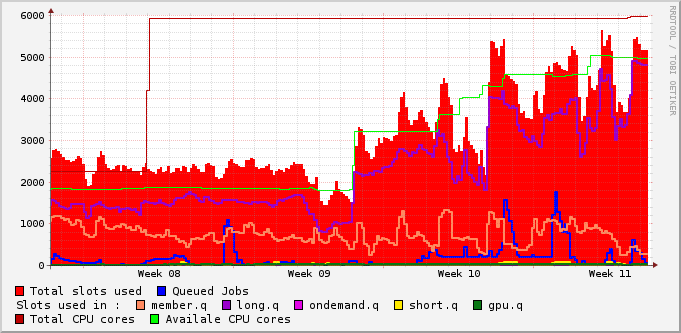 6000
5000
4000
3000
2000
1000
0
Week 08 Week 09 Week 10 Week 11
RRDTOOL / TOBI OETIKER
Total slots used Queued Jobs
Slots used in : member.q long.q ondemand.q short.q gpu.q
Total CPU cores Availale CPU cores